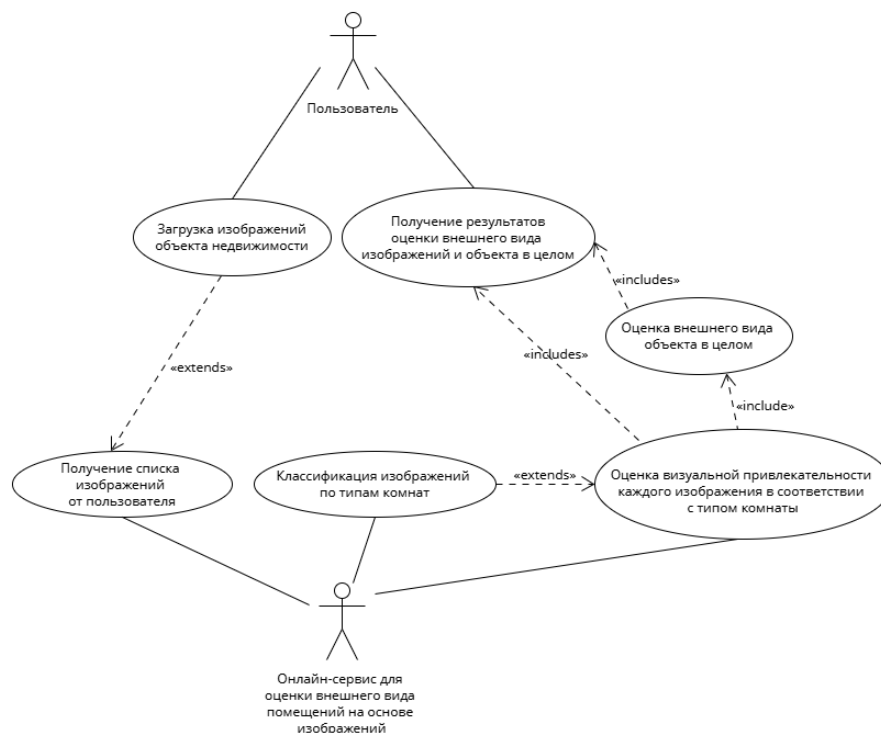 Пользователь
Загрузка изображений
объекта недвижимости
Получение результатов
оценки внешнего вида
изображений и объекта в целом
«includes»
Оценка внешнего вида
объекта в целом
«extends»
«includes»
«include»
Получение списка
изображений
от пользователя
Классификация изображений
по типам комнат
«extends»
Оценка визуальной привлекательности
каждого изображения в соответствии
с типом комнаты
Онлайн-сервис для
оценки внешнего вида
помещений на основе
изображений